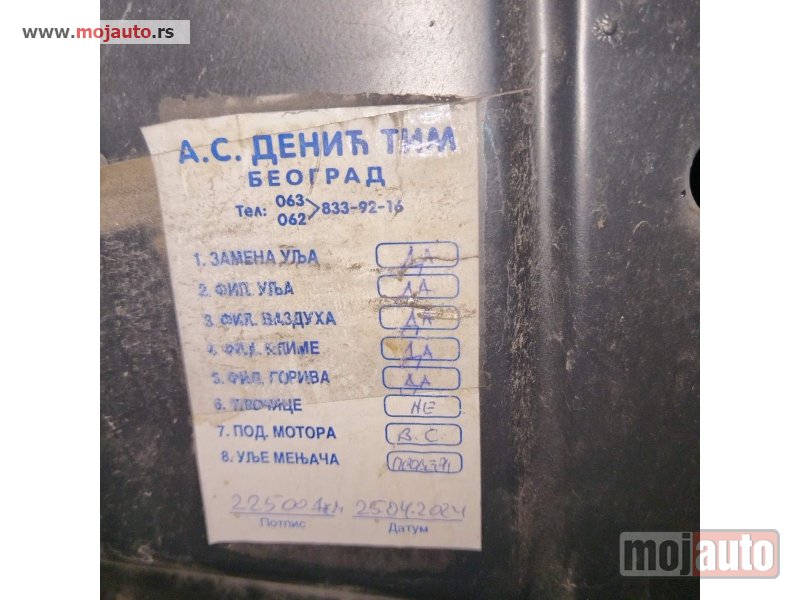 www.mojauto.rs
А.С. ДЕНИЋ ТИМ
БЕОГРАД
Тел: 063 062 833-92-16
1. ЗАМЕНА УЉА ДА
2. ФИЛ. УЉА ДА
3. ФИЛ. ВАЗДУХА ДА
4. ФИЛ. КЛИМЕ ДА
5. ФИЛ. ГОРИВА ДА
6. ПЛОЧИЦЕ НЕ
7. ПОД. МОТОРА В.С.
8. УЉЕ МЕЊАЧА
225001км 25.04.2024
Потпис Датум
mojauto